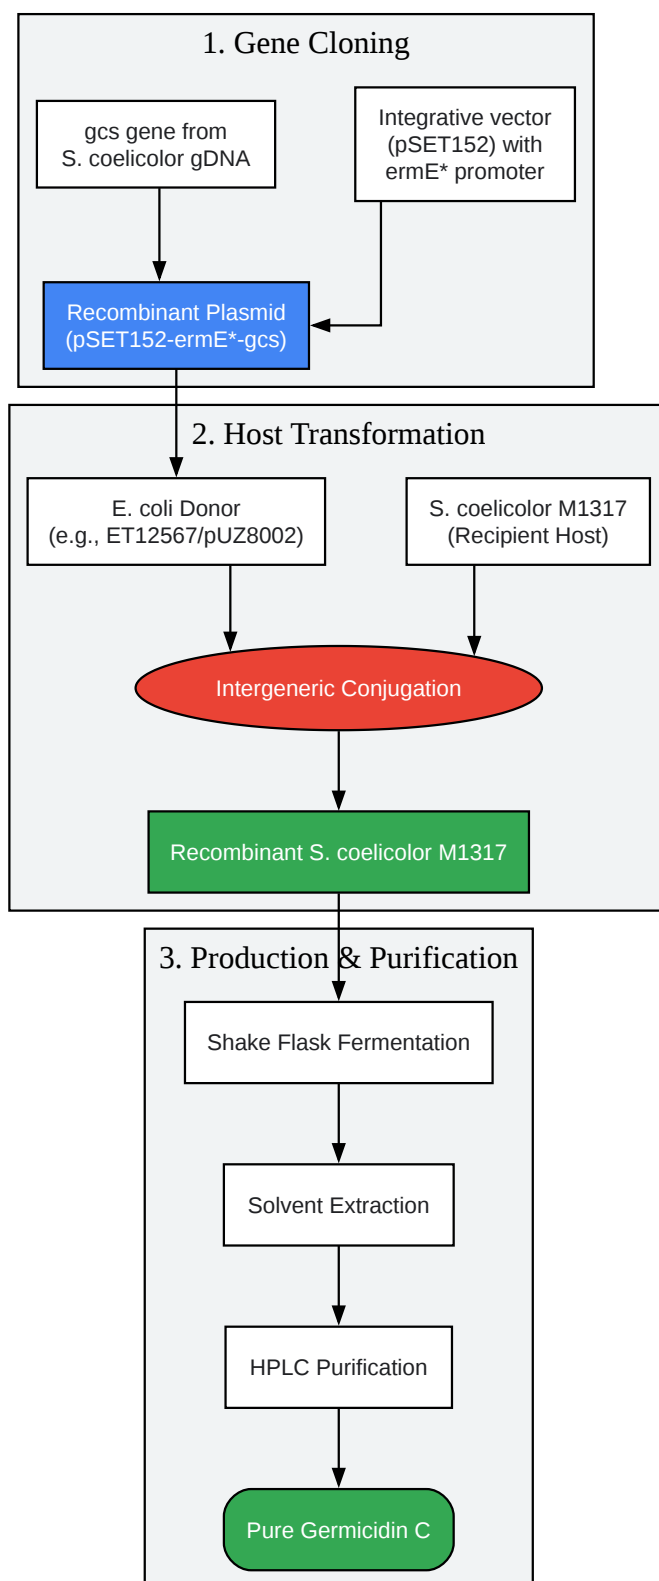 1. Gene Cloning
gcs gene from
S. coelicolor gDNA
Integrative vector
(pSET152) with
ermE* promoter
Recombinant Plasmid
(pSET152-ermE*-gcs)
2. Host Transformation
E. coli Donor
(e.g., ET12567/pUZ8002)
S. coelicolor M1317
(Recipient Host)
Intergeneric Conjugation
Recombinant S. coelicolor M1317
3. Production & Purification
Shake Flask Fermentation
Solvent Extraction
HPLC Purification
Pure Germicidin C